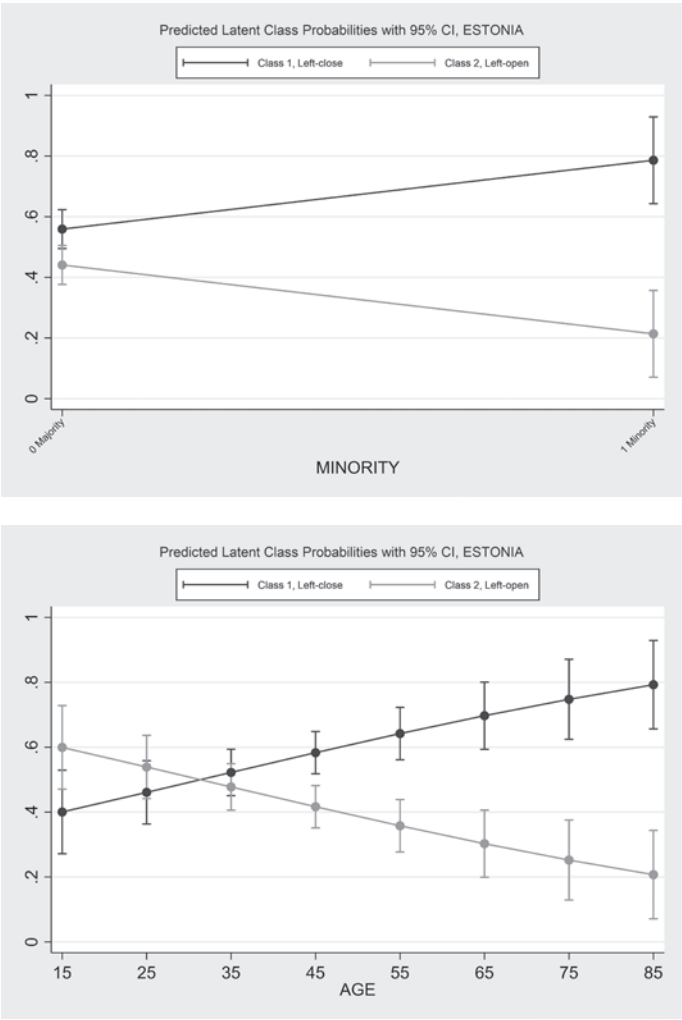 Predicted Latent Class Probabilities with 95% CI, ESTONIA
Class 1, Left-close Class 2, Left-open
1
.8
.6
.4
.2
0
0 Majority 1 Minority
MINORITY
Predicted Latent Class Probabilities with 95% CI, ESTONIA
Class 1, Left-close Class 2, Left-open
1
.8
.6
.4
.2
0
15 25 35 45 55 65 75 85
AGE